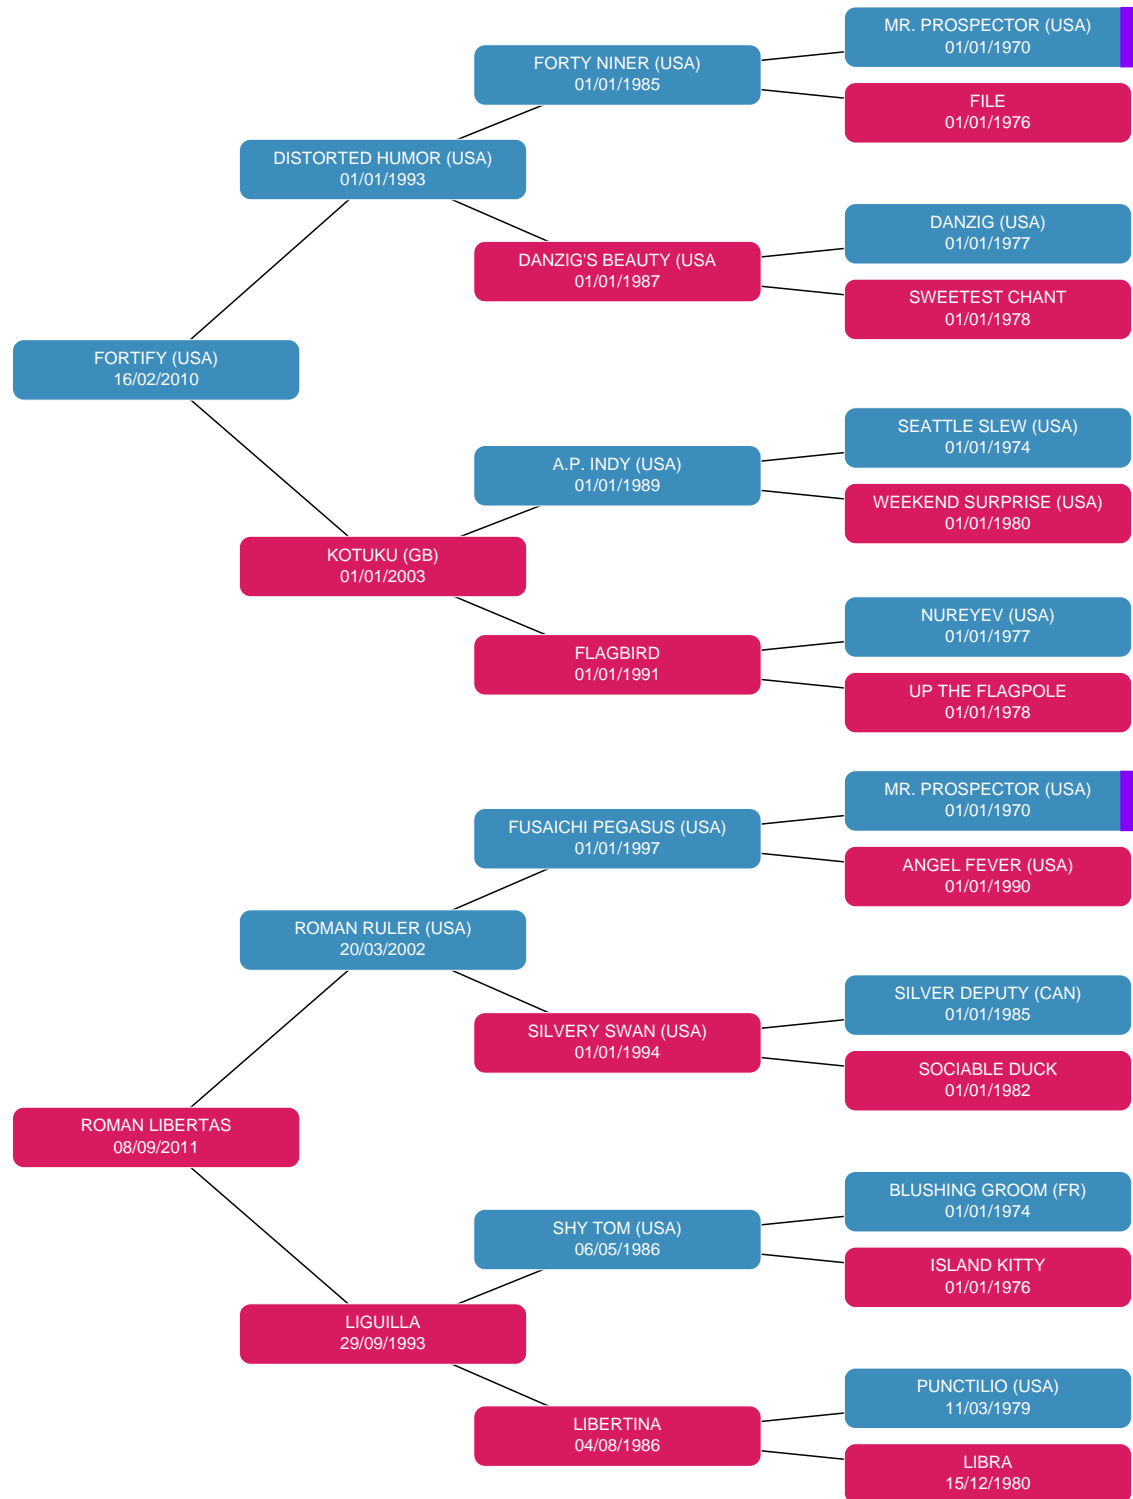 MR. PROSPECTOR (USA)
01/01/1970
FORTY NINER (USA)
01/01/1985
FILE
01/01/1976
DISTORTED HUMOR (USA)
01/01/1993
DANZIG (USA)
01/01/1977
DANZIG'S BEAUTY (USA
01/01/1987
SWEETEST CHANT
01/01/1978
FORTIFY (USA)
16/02/2010
SEATTLE SLEW (USA)
01/01/1974
A.P. INDY (USA)
01/01/1989
WEEKEND SURPRISE (USA)
01/01/1980
KOTUKU (GB)
01/01/2003
NUREYEV (USA)
01/01/1977
FLAGBIRD
01/01/1991
UP THE FLAGPOLE
01/01/1978
MR. PROSPECTOR (USA)
01/01/1970
FUSAICHI PEGASUS (USA)
01/01/1997
ANGEL FEVER (USA)
01/01/1990
ROMAN RULER (USA)
20/03/2002
SILVER DEPUTY (CAN)
01/01/1985
SILVERY SWAN (USA)
01/01/1994
SOCIABLE DUCK
01/01/1982
ROMAN LIBERTAS
08/09/2011
BLUSHING GROOM (FR)
01/01/1974
SHY TOM (USA)
06/05/1986
ISLAND KITTY
01/01/1976
LIGUILLA
29/09/1993
PUNCTILIO (USA)
11/03/1979
LIBERTINA
04/08/1986
LIBRA
15/12/1980